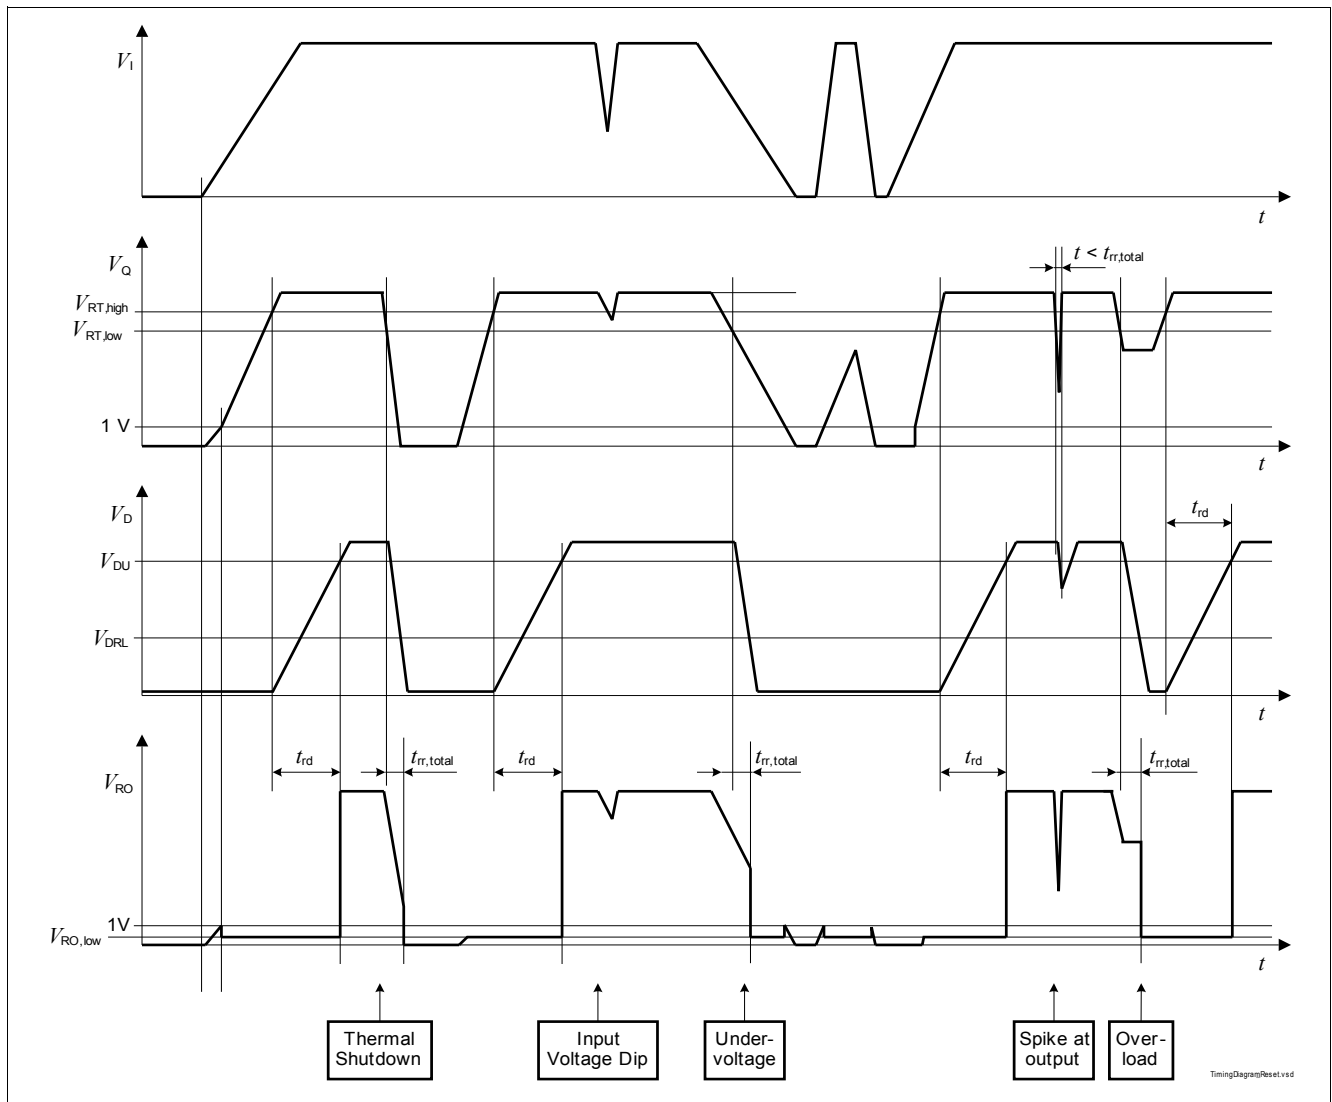 V_I
t
V_Q
t < t_rr,total
V_RT,high
V_RT,low
1 V
t
V_D
t_rd
V_DU
V_DRL
t
V_RO
t_rd
t_rr,total
t_rd
t_rr,total
t_rd
t_rr,total
1V
V_RO,low
t
Thermal
Shutdown
Input
Voltage Dip
Under-
voltage
Spike at
output
Over-
load
TimingDiagramReset.vsd